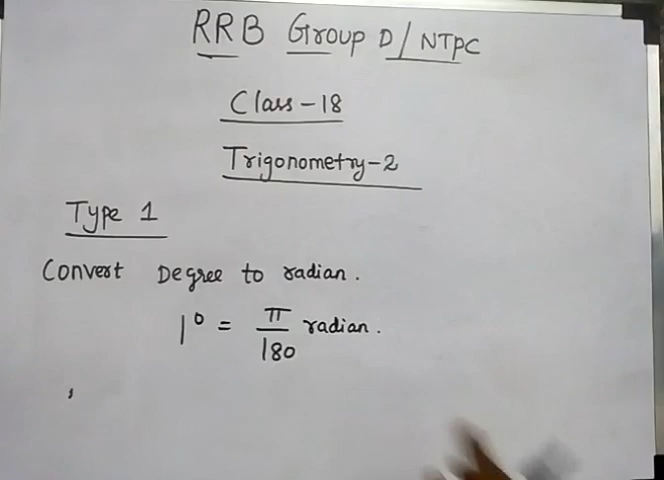 RRB Group D/NTPC
Class-18
Trigonometry-2
Type 1
Convert Degree to radian.
1° = π/180 radian.